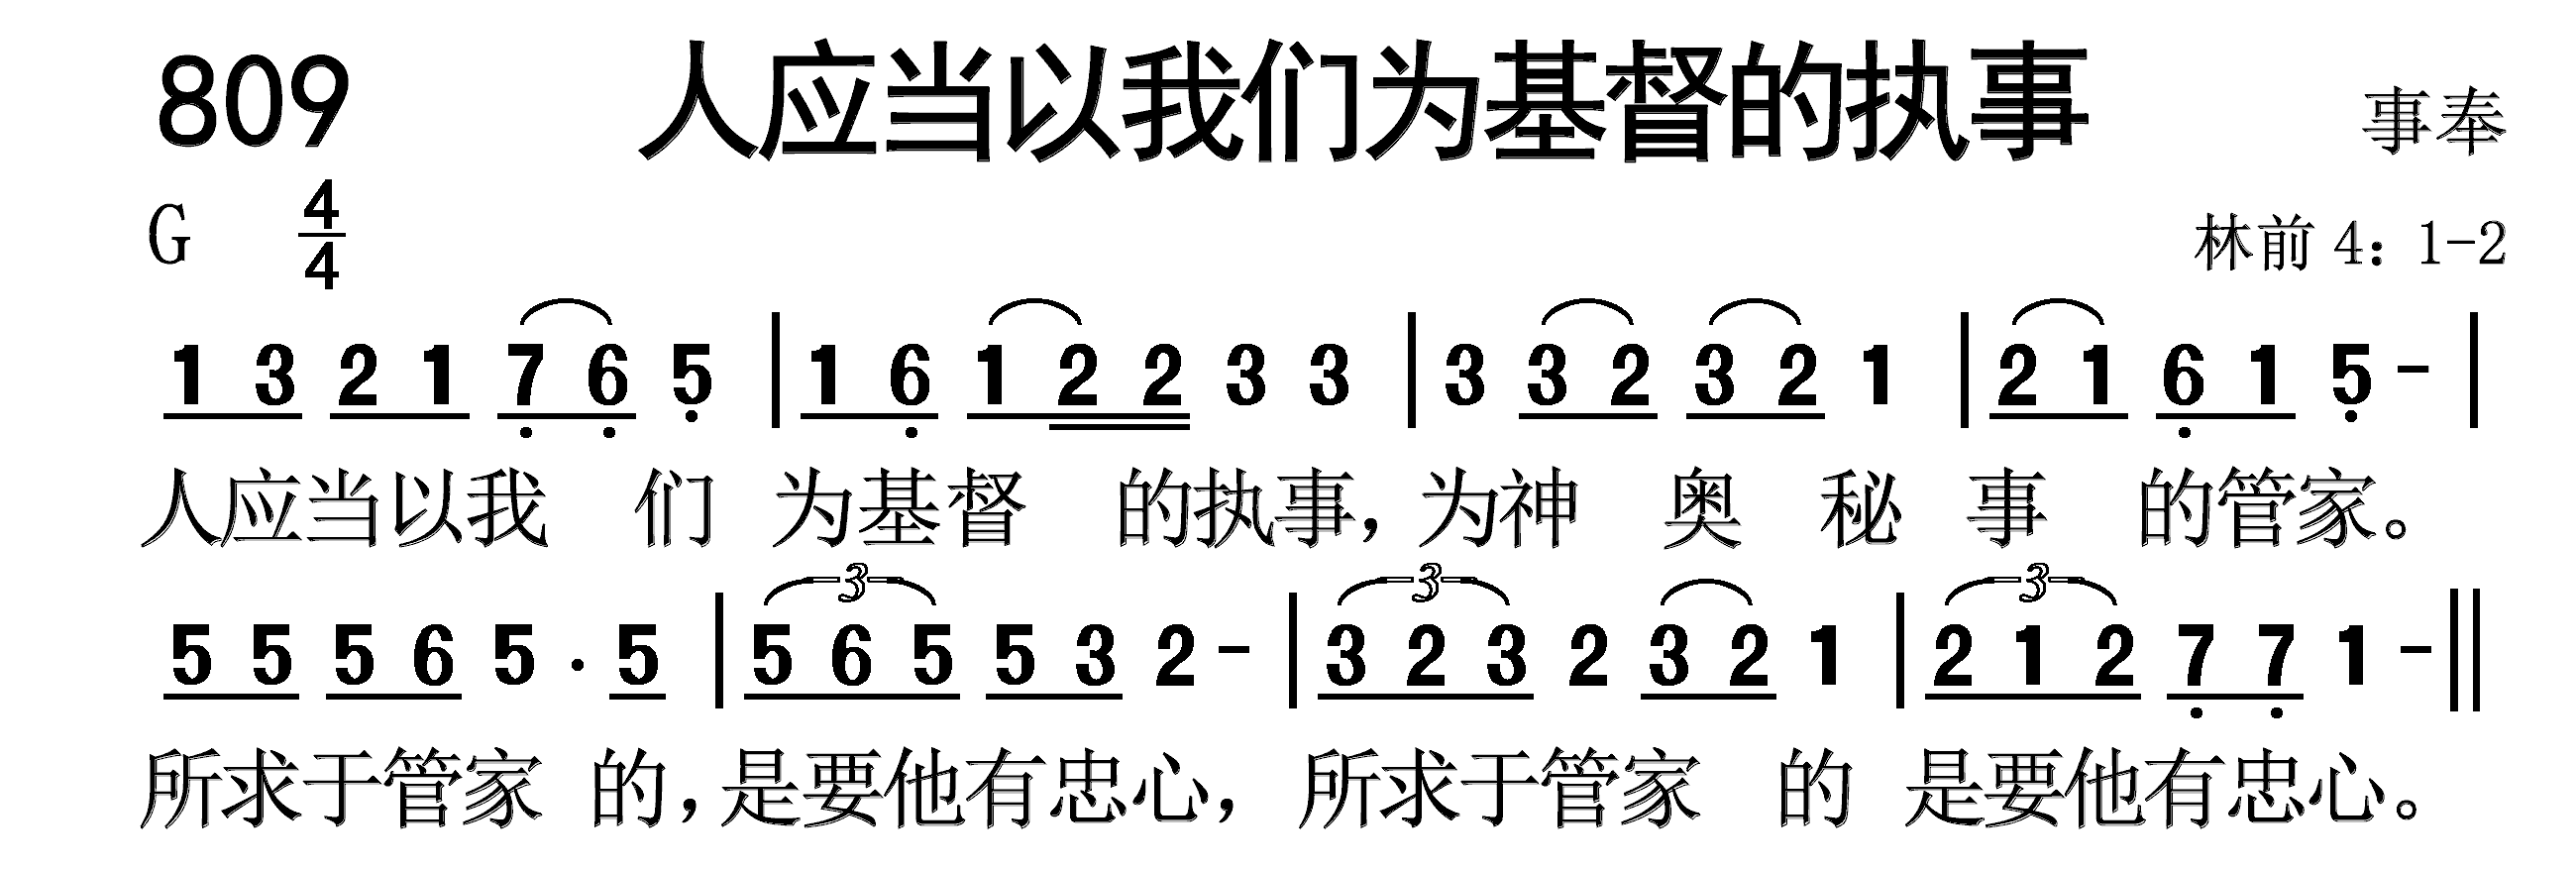 809 人应当以我们为基督的执事 事奉
G 4/4 林前 4：1-2
1 3 2 1 7 6 5 | 1 6 1 2 2 3 3 | 3 3 2 3 2 1 | 2 1 6 1 5 - |
人应当以我 们 为基督 的执事，为神 奥 秘 事 的管家。
3 3 3
5 5 5 6 5 · 5 | 5 6 5 5 3 2 - | 3 2 3 2 3 2 1 | 2 1 2 7 7 1 - ||
所求于管家 的，是要他有忠心， 所求于管家 的 是要他有忠心。